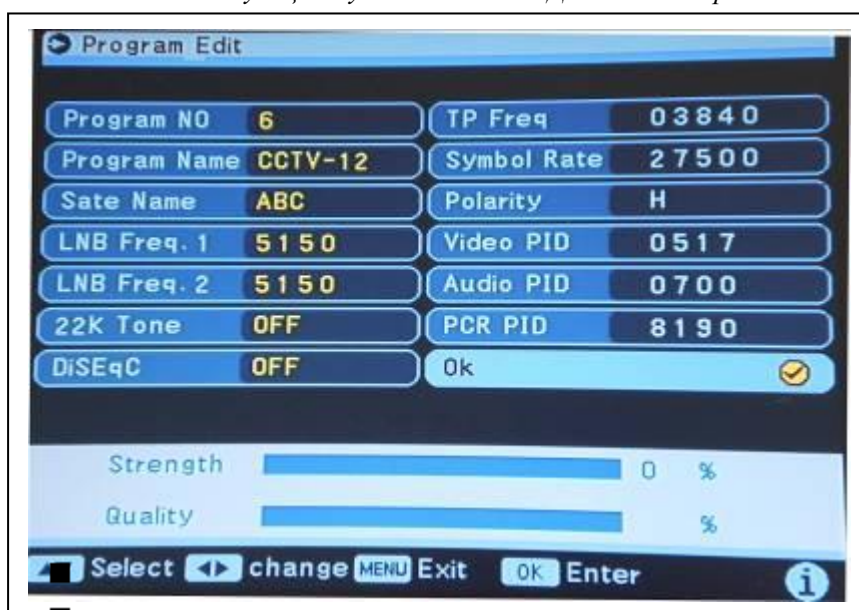 Program Edit
Program NO 6 TP Freq 03840
Program Name CCTV-12 Symbol Rate 27500
Sate Name ABC Polarity H
LNB Freq. 1 5150 Video PID 0517
LNB Freq. 2 5150 Audio PID 0700
22K Tone OFF PCR PID 8190
DiSEqC OFF Ok
Strength 0 %
Quality %
Select change MENU Exit OK Enter i